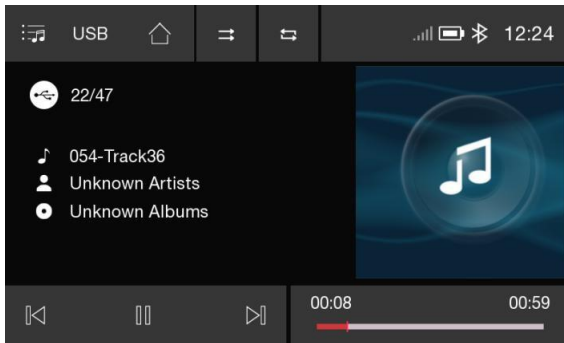 USB 12:24
22/47
054-Track36
Unknown Artists
Unknown Albums
00:08 00:59